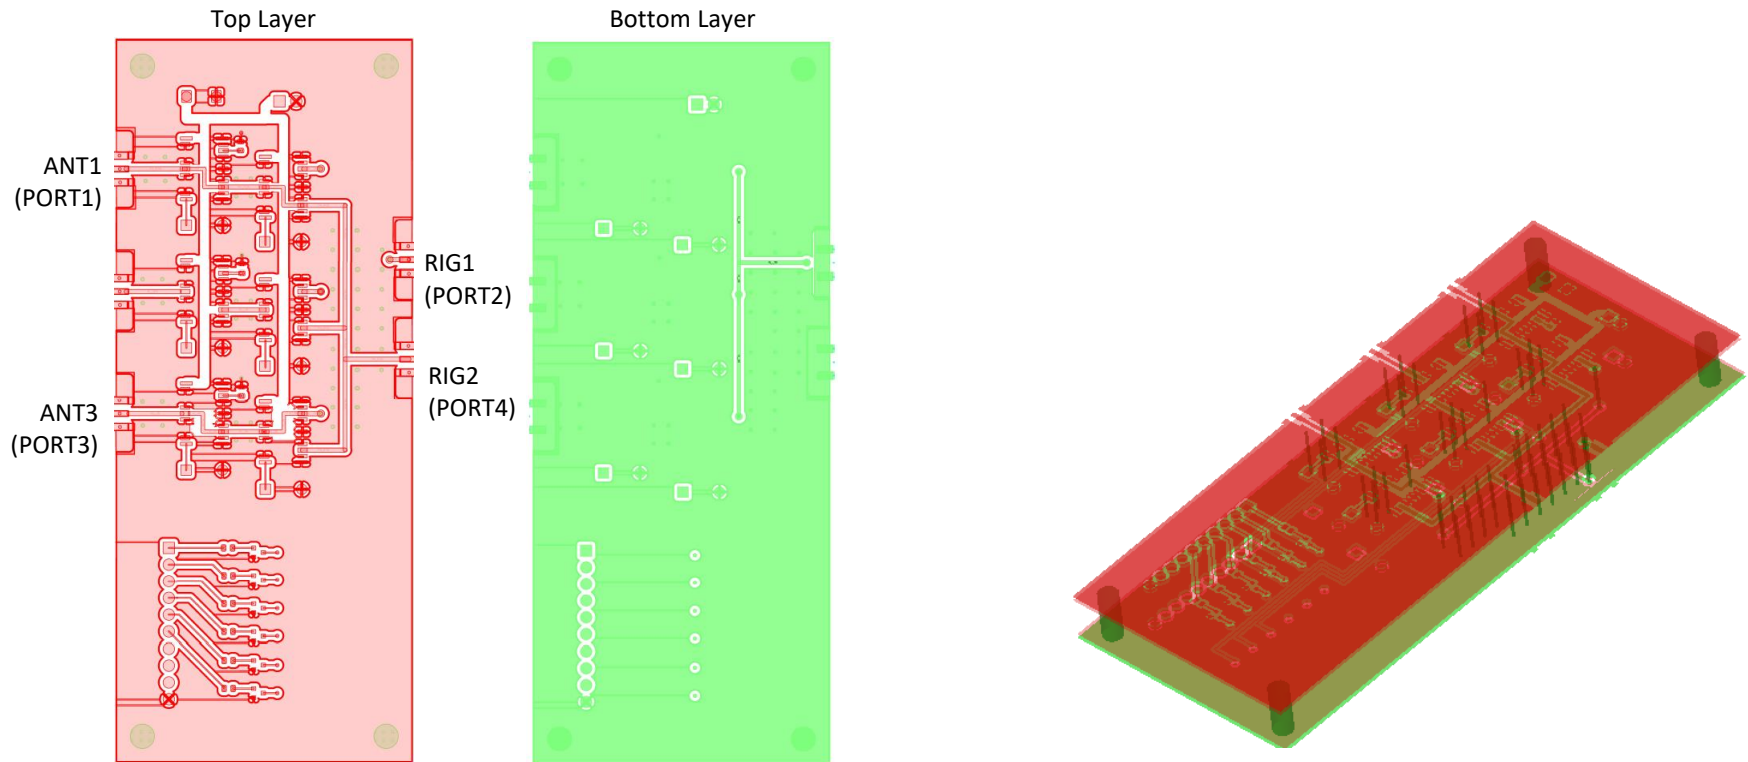 Top Layer
Bottom Layer
ANT1
(PORT1)
RIG1
(PORT2)
RIG2
(PORT4)
ANT3
(PORT3)